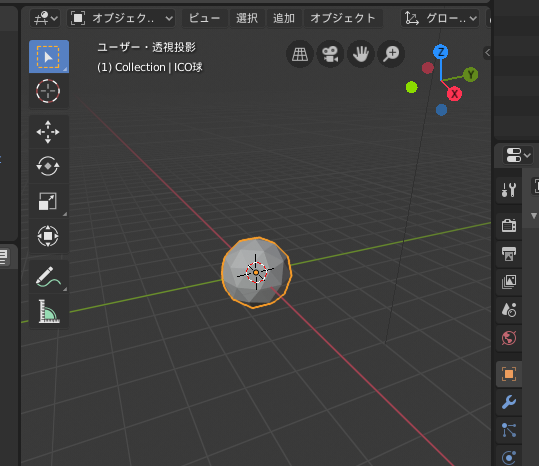 オブジェク.. ビュー 選択 追加 オブジェクト グロー..
ユーザー・透視投影
(1) Collection | ICO球
Z
Y
X